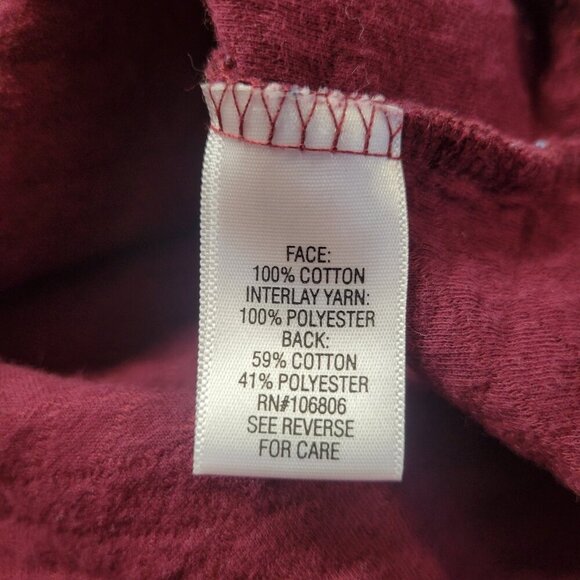 FACE:
100% COTTON
INTERLAY YARN:
100% POLYESTER
BACK:
59% COTTON
41% POLYESTER
RN#106806
SEE REVERSE
FOR CARE